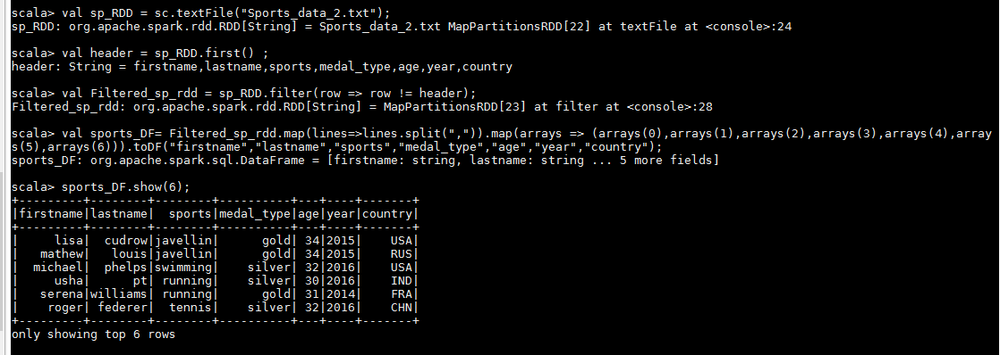 scala> val sp_RDD = sc.textFile("Sports_data_2.txt");
sp_RDD: org.apache.spark.rdd.RDD[String] = Sports_data_2.txt MapPartitionsRDD[22] at textFile at <console>:24
scala> val header = sp_RDD.first() ;
header: String = firstname,lastname,sports,medal_type,age,year,country
scala> val Filtered_sp_rdd = sp_RDD.filter(row => row != header);
Filtered_sp_rdd: org.apache.spark.rdd.RDD[String] = MapPartitionsRDD[23] at filter at <console>:28
scala> val sports_DF= Filtered_sp_rdd.map(lines=>lines.split(",")).map(arrays => (arrays(0),arrays(1),arrays(2),arrays(3),arrays(4),array
s(5),arrays(6))).toDF("firstname","lastname","sports","medal_type","age","year","country");
sports_DF: org.apache.spark.sql.DataFrame = [firstname: string, lastname: string ... 5 more fields]
scala> sports_DF.show(6);
+---------+--------+--------+----------+---+----+-------+
|firstname|lastname|  sports|medal_type|age|year|country|
+---------+--------+--------+----------+---+----+-------+
|     lisa|  cudrow|javellin|      gold| 34|2015|    USA|
|   mathew|   louis|javellin|      gold| 34|2015|    RUS|
|  michael|  phelps|swimming|    silver| 32|2016|    USA|
|     usha|      pt| running|    silver| 30|2016|    IND|
|   serena|williams| running|      gold| 31|2014|    FRA|
|    roger| federer|  tennis|    silver| 32|2016|    CHN|
+---------+--------+--------+----------+---+----+-------+
only showing top 6 rows